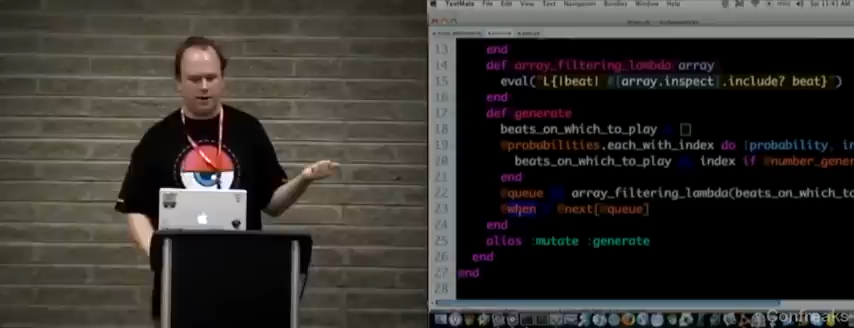 TextMate File Edit View Text Navigation Bundles Window Help
13 end
14 def array_filtering_lambda array
15 eval("L{|beat| #{array.inspect}.include? beat}")
16 end
17 def generate
18 beats_on_which_to_play = []
19 @probabilities.each_with_index do |probability, in
20 beats_on_which_to_play << index if @number_gener
21 end
22 @queue = array_filtering_lambda(beats_on_which_to
23 @when = @next[@queue]
24 end
25 alias :mutate :generate
26 end
27 end
28
Confreaks